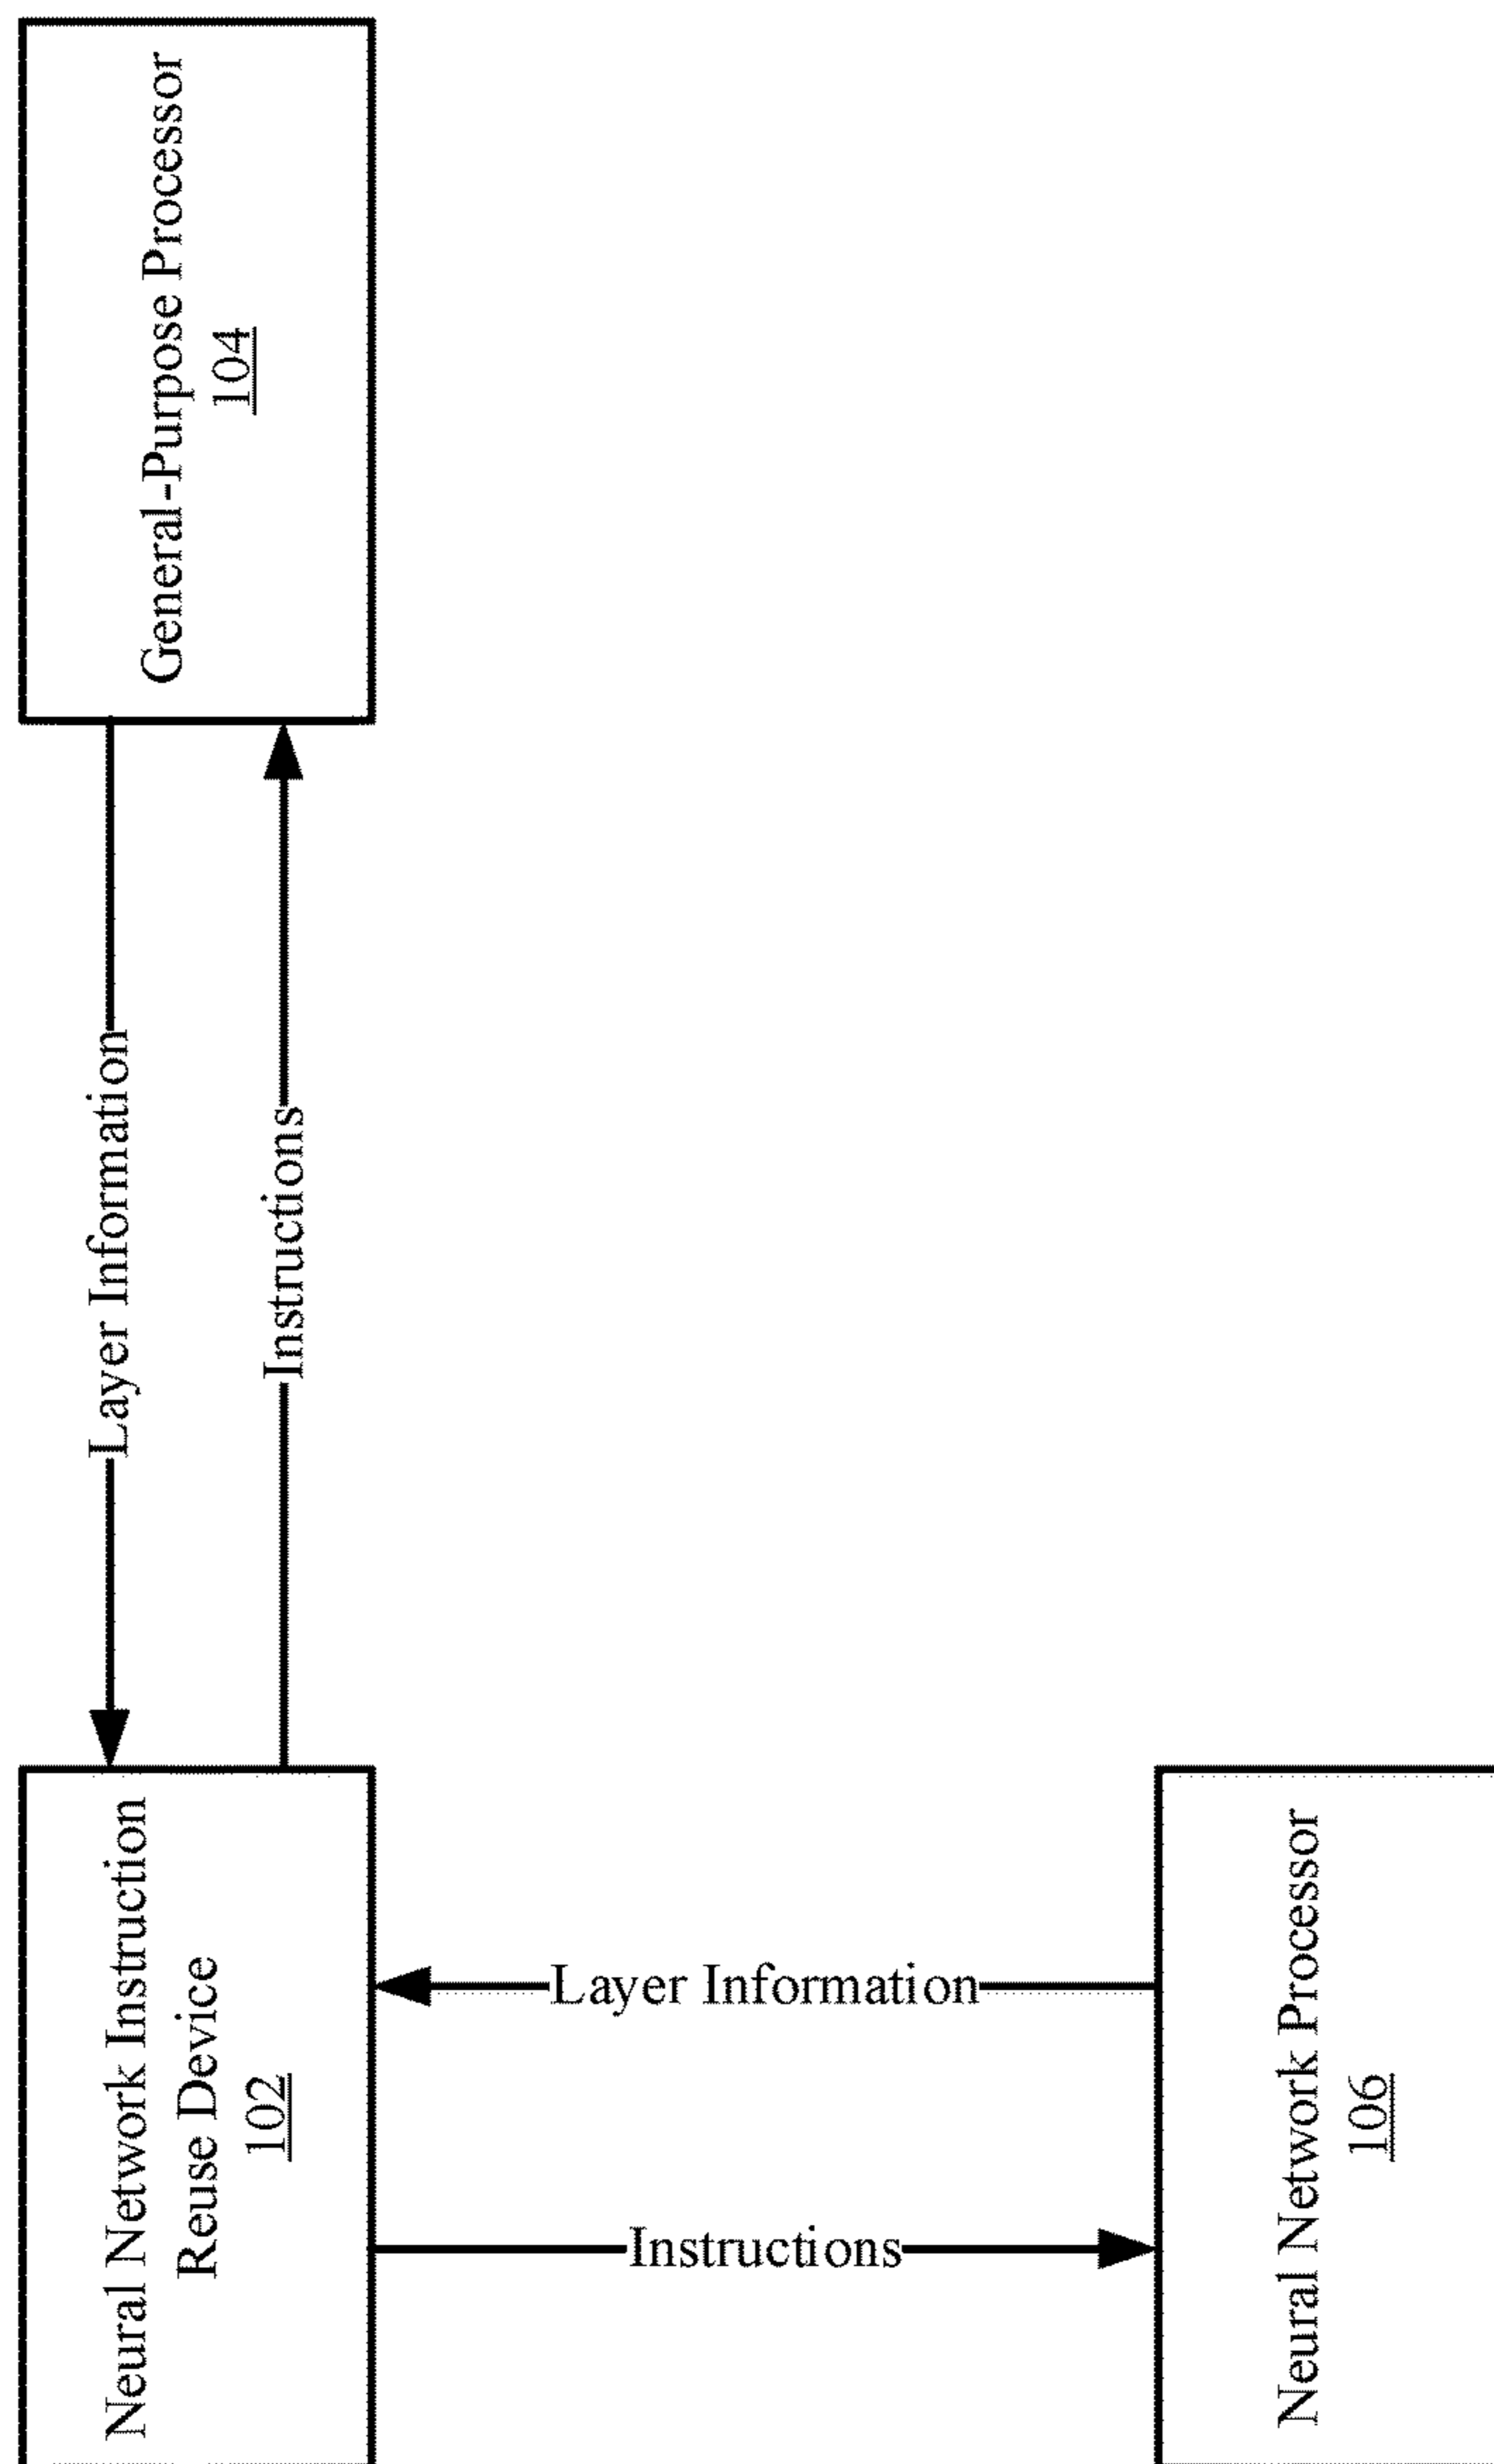 Neural Network Instruction
Reuse Device
102
Layer Information
Instructions
General-Purpose Processor
104
Layer Information
Instructions
Neural Network Processor
106